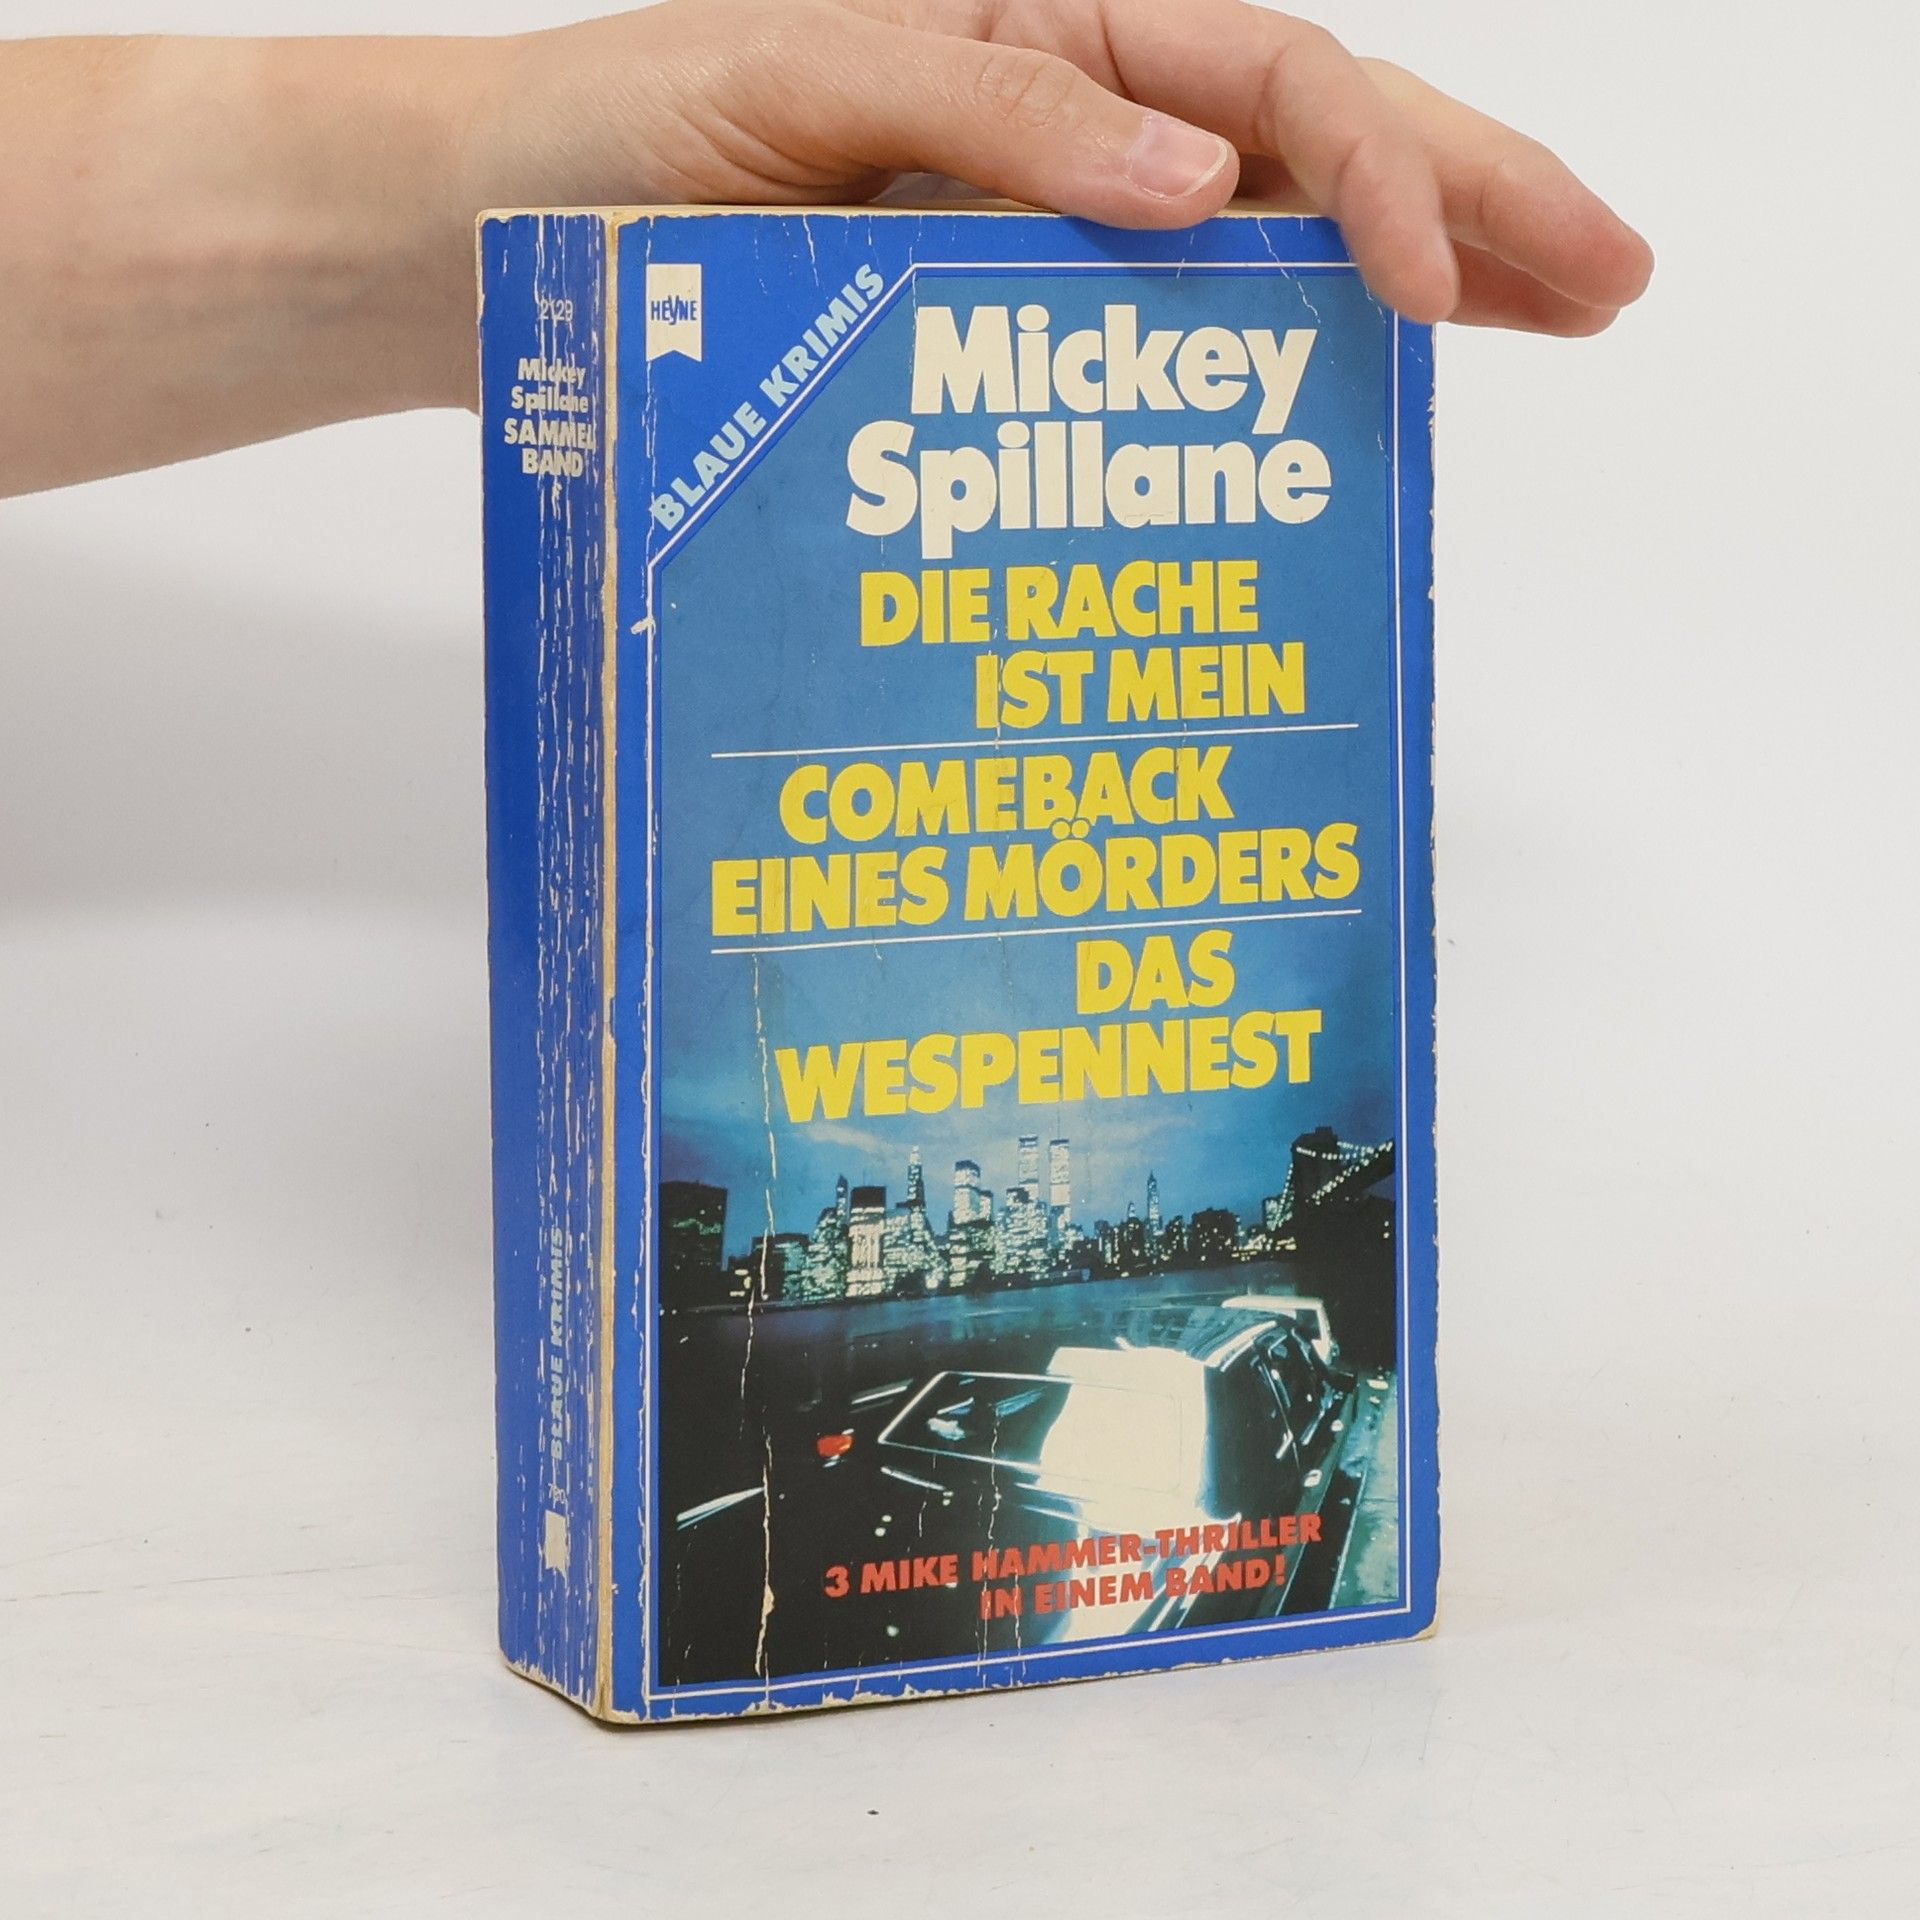 2129
Mickey
Spillane
SAMMEL
BAND
BLAUE KRIMIS
780
HEYNE
BLAUE KRIMIS
Mickey
Spillane
DIE RACHE
IST MEIN
COMEBACK
EINES MÖRDERS
DAS
WESPENNEST
3 MIKE HAMMER-THRILLER
IN EINEM BAND!